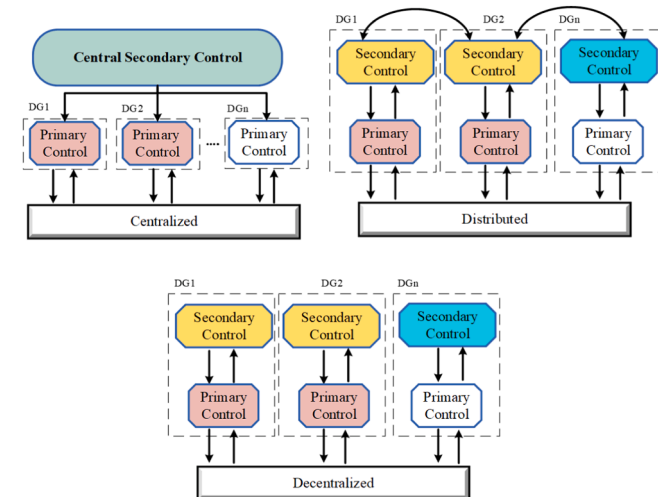 Central Secondary Control
DG1
DG2
DGn
Primary
Control
Primary
Control
....
Primary
Control
Centralized
DG1
DG2
DGn
Secondary
Control
Secondary
Control
Secondary
Control
Primary
Control
Primary
Control
Primary
Control
Distributed
DG1
DG2
DGn
Secondary
Control
Secondary
Control
Secondary
Control
Primary
Control
Primary
Control
Primary
Control
Decentralized